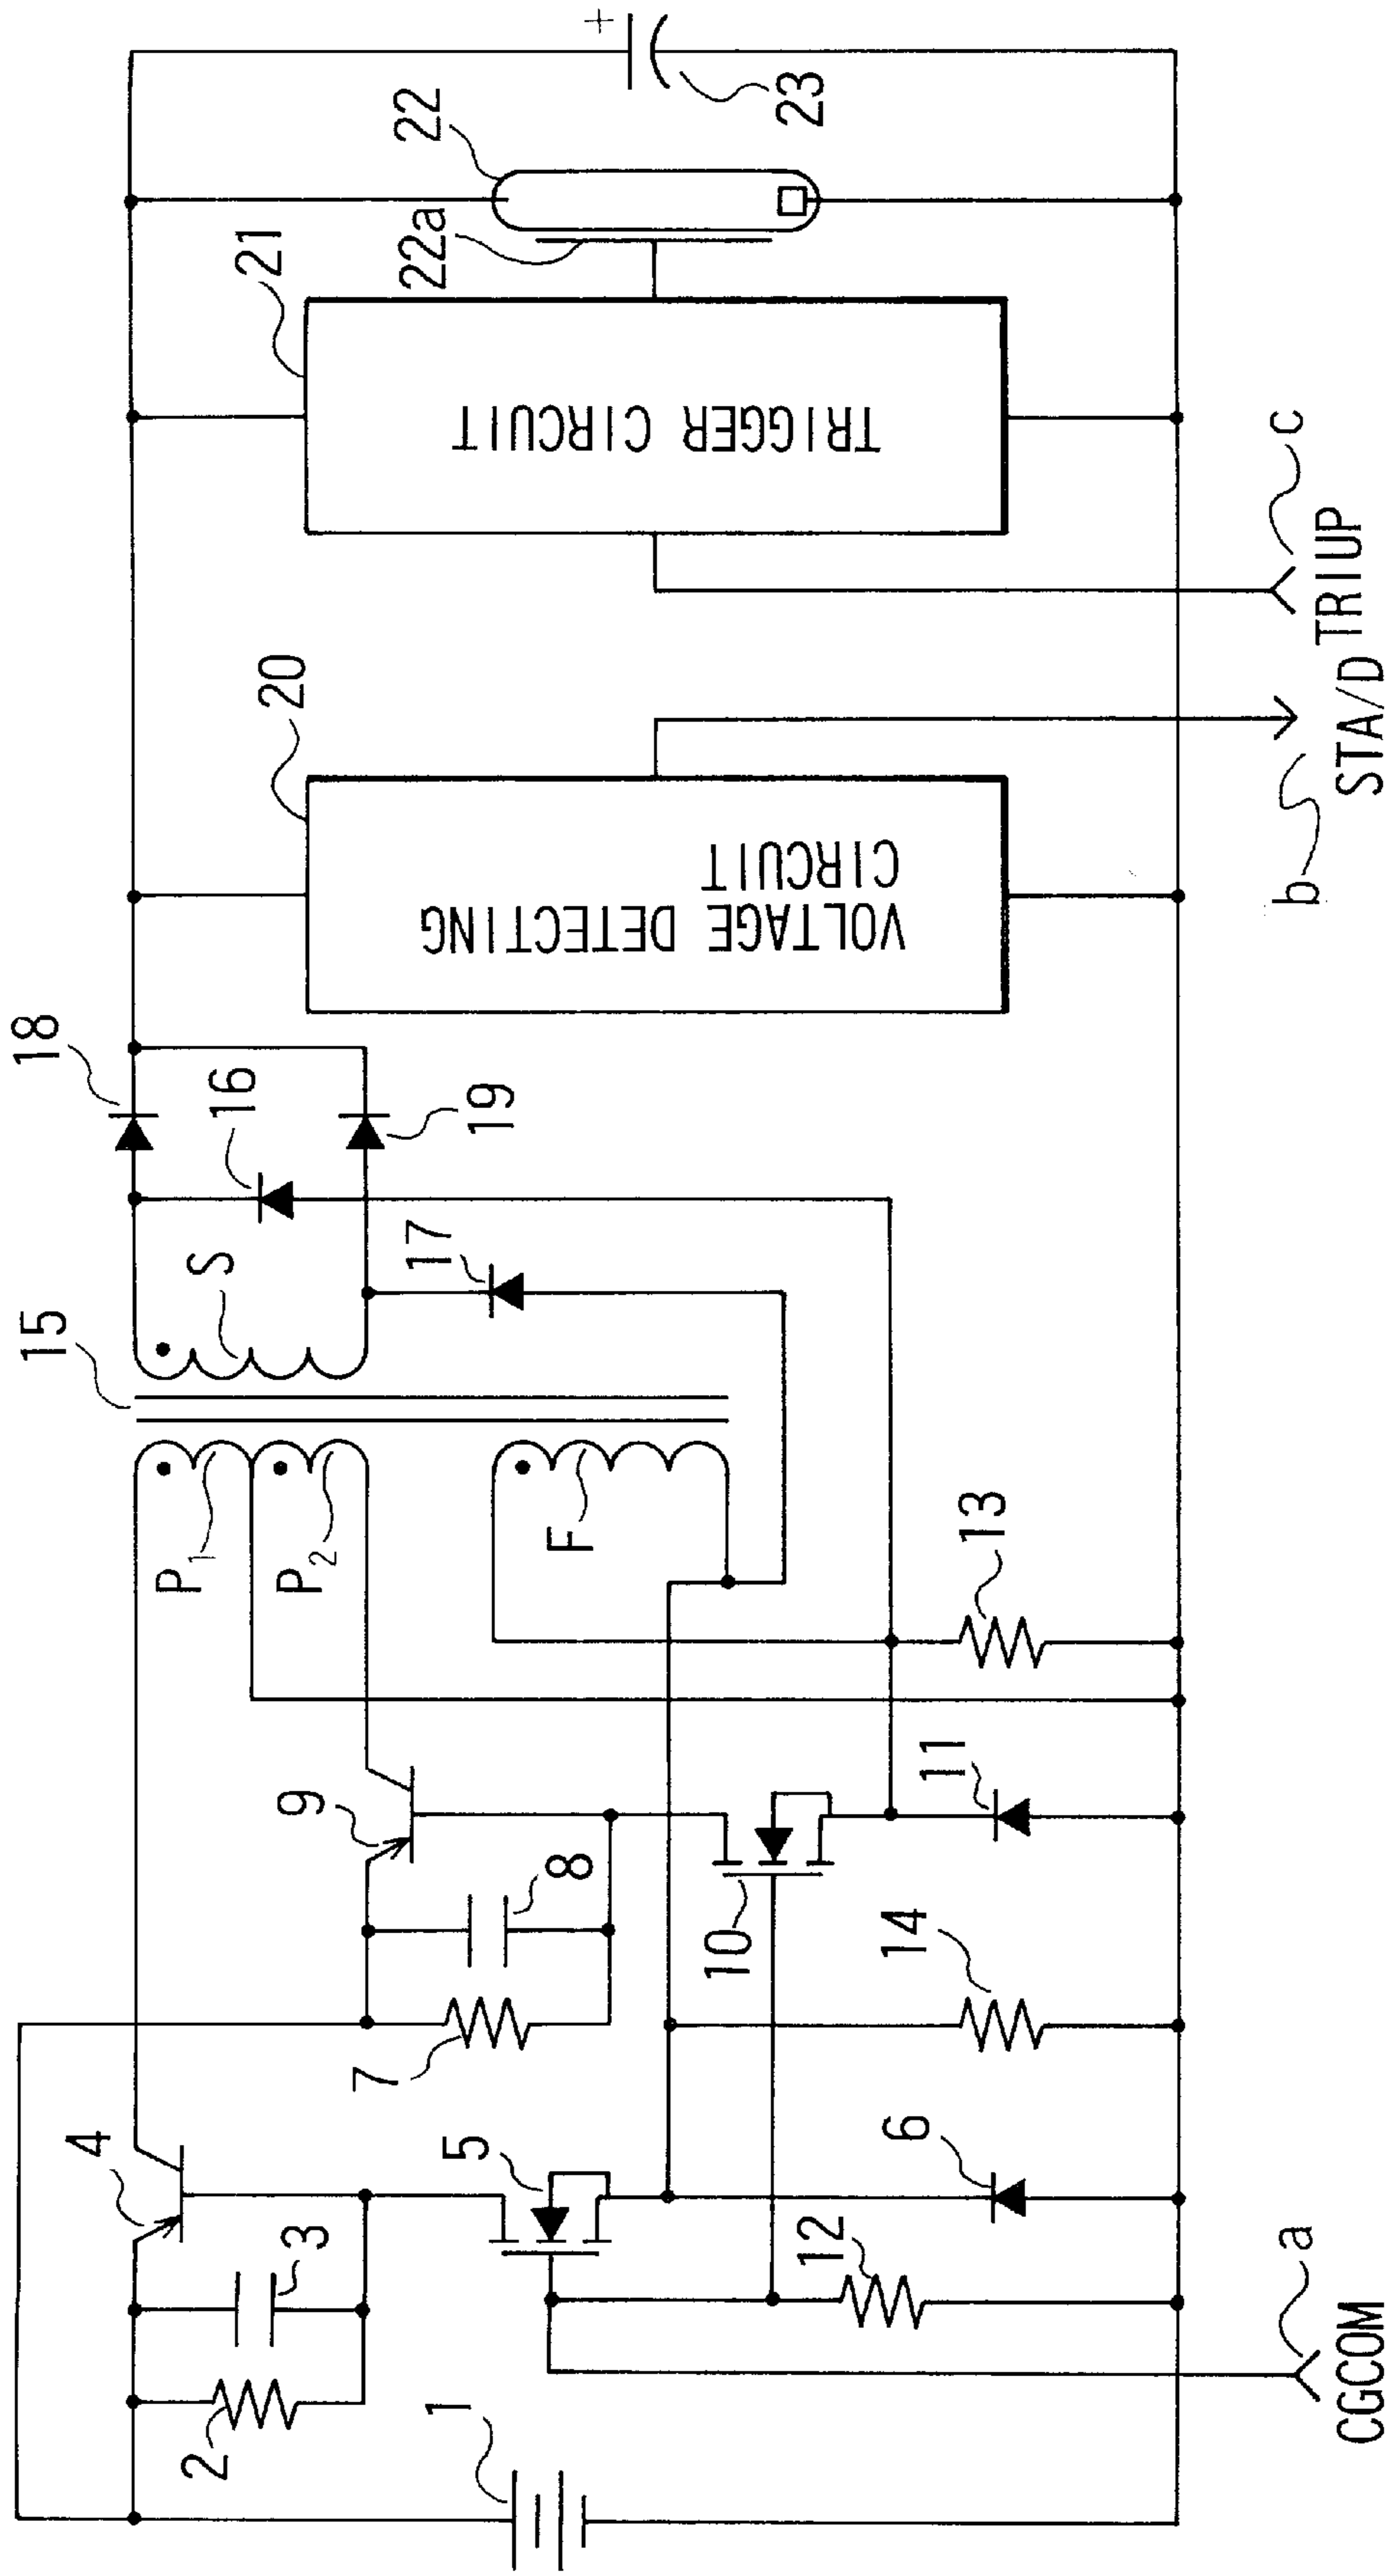 15
18
S
16
19
17
20
VOLTAGE DETECTING
CIRCUIT
21
TRIGGER CIRCUIT
22
22a
+
23
4
P1
P2
9
F
2
3
7
8
5
10
1
12
6
14
11
13
CGCOM
a
b
STA/D
TRIUP
c